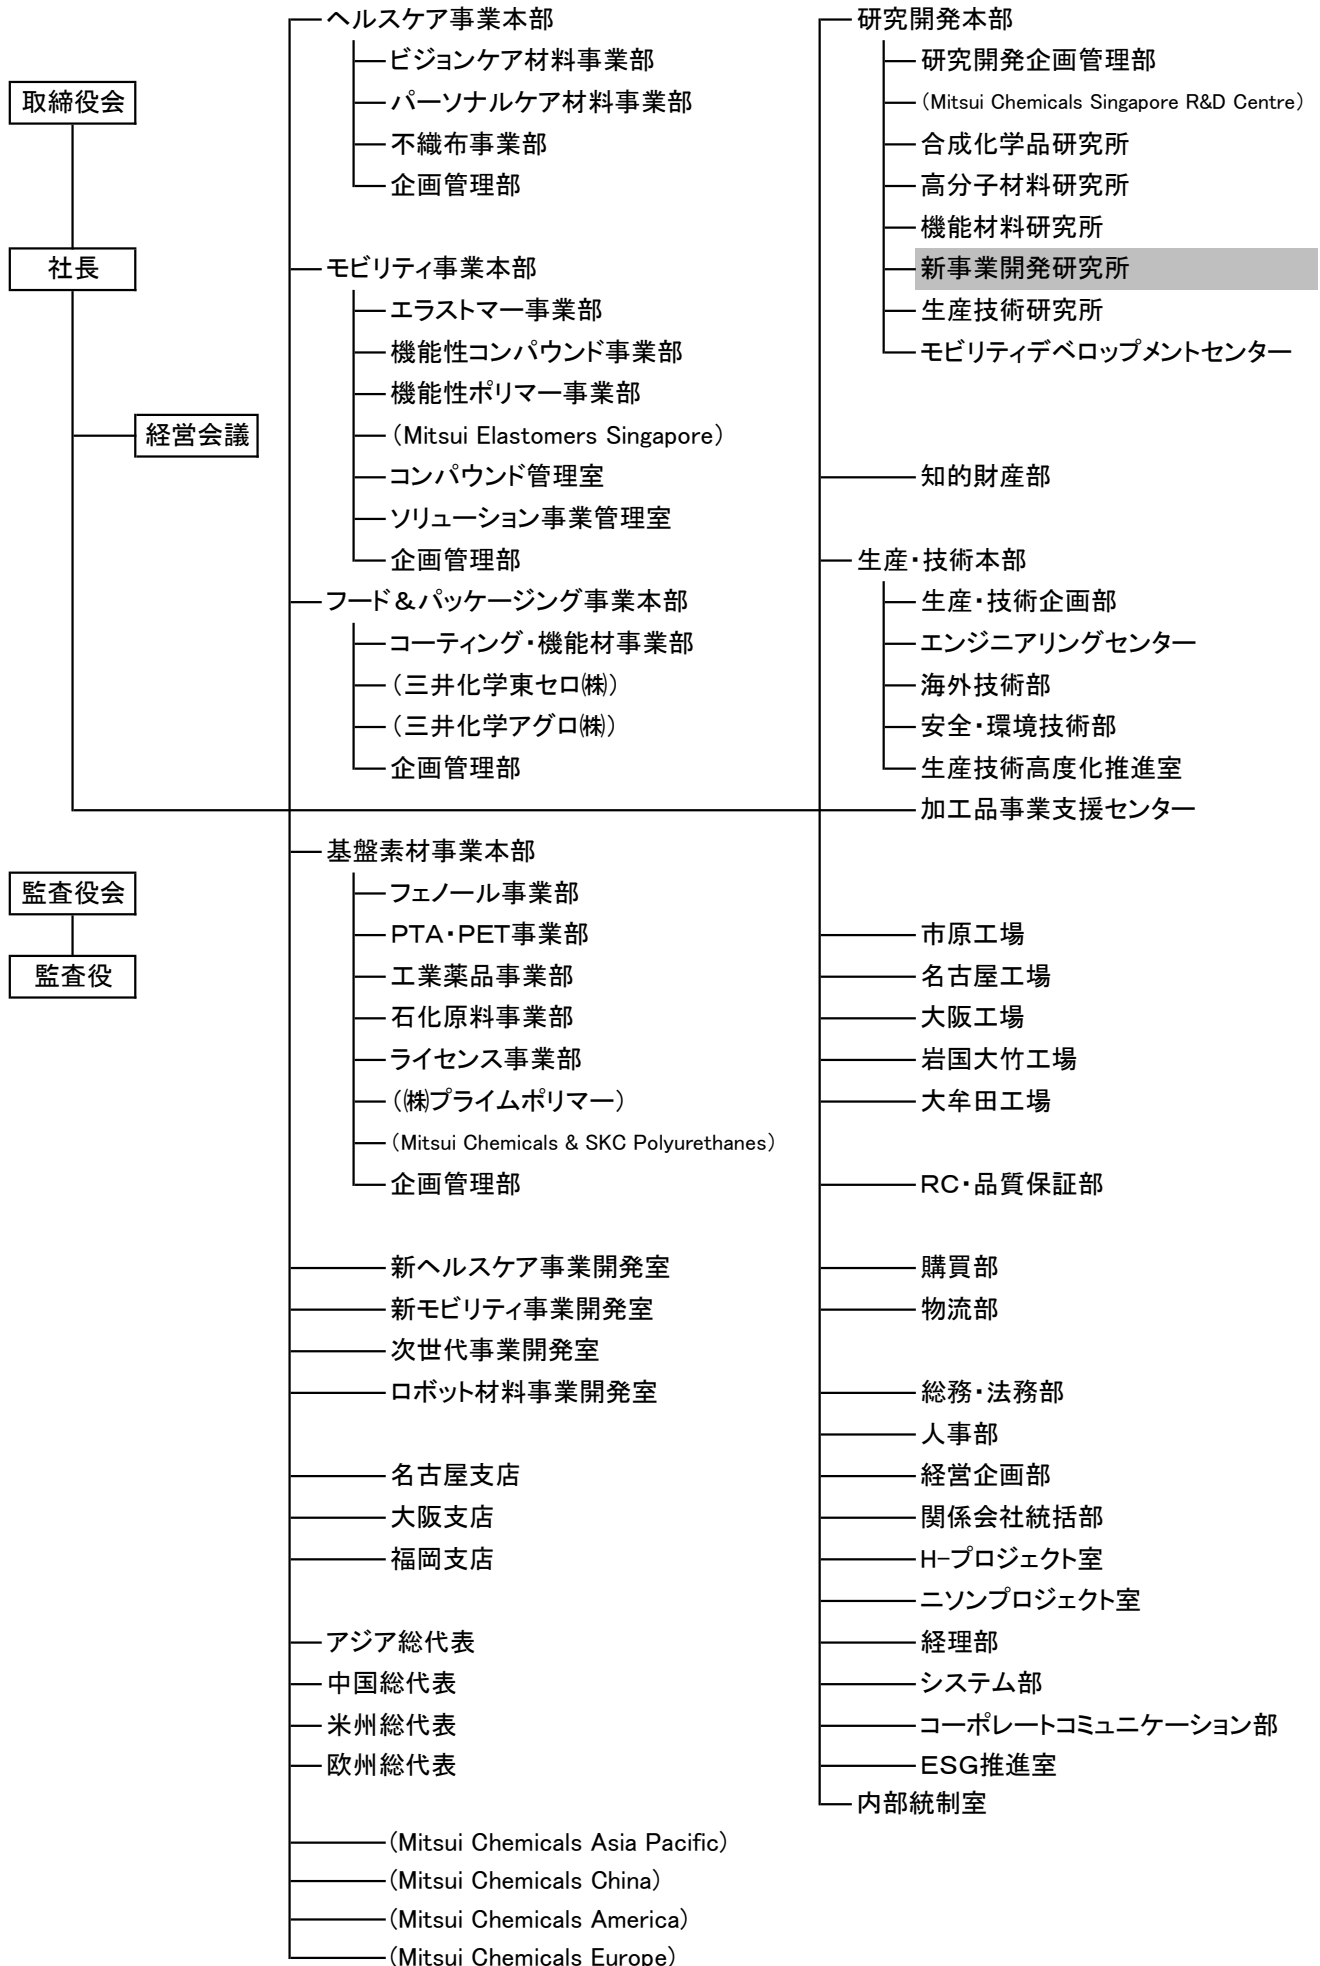 取締役会
社長
経営会議
監査役会
監査役
ヘルスケア事業本部
ビジョンケア材料事業部
パーソナルケア材料事業部
不織布事業部
企画管理部
モビリティ事業本部
エラストマー事業部
機能性コンパウンド事業部
機能性ポリマー事業部
（Mitsui Elastomers Singapore）
コンパウンド管理室
ソリューション事業管理室
企画管理部
フード＆パッケージング事業本部
コーティング・機能材事業部
（三井化学東セロ㈱）
（三井化学アグロ㈱）
企画管理部
基盤素材事業本部
フェノール事業部
PTA・PET事業部
工業薬品事業部
石化原料事業部
ライセンス事業部
（㈱プライムポリマー）
（Mitsui Chemicals & SKC Polyurethanes）
企画管理部
新ヘルスケア事業開発室
新モビリティ事業開発室
次世代事業開発室
ロボット材料事業開発室
名古屋支店
大阪支店
福岡支店
アジア総代表
中国総代表
米州総代表
欧州総代表
(Mitsui Chemicals Asia Pacific)
(Mitsui Chemicals China)
(Mitsui Chemicals America)
(Mitsui Chemicals Europe)
研究開発本部
研究開発企画管理部
（Mitsui Chemicals Singapore R&D Centre）
合成化学品研究所
高分子材料研究所
機能材料研究所
新事業開発研究所
生産技術研究所
モビリティデベロップメントセンター
知的財産部
生産・技術本部
生産・技術企画部
エンジニアリングセンター
海外技術部
安全・環境技術部
生産技術高度化推進室
加工品事業支援センター
市原工場
名古屋工場
大阪工場
岩国大竹工場
大牟田工場
RC・品質保証部
購買部
物流部
総務・法務部
人事部
経営企画部
関係会社統括部
H-プロジェクト室
ニソンプロジェクト室
経理部
システム部
コーポレートコミュニケーション部
ESG推進室
内部統制室